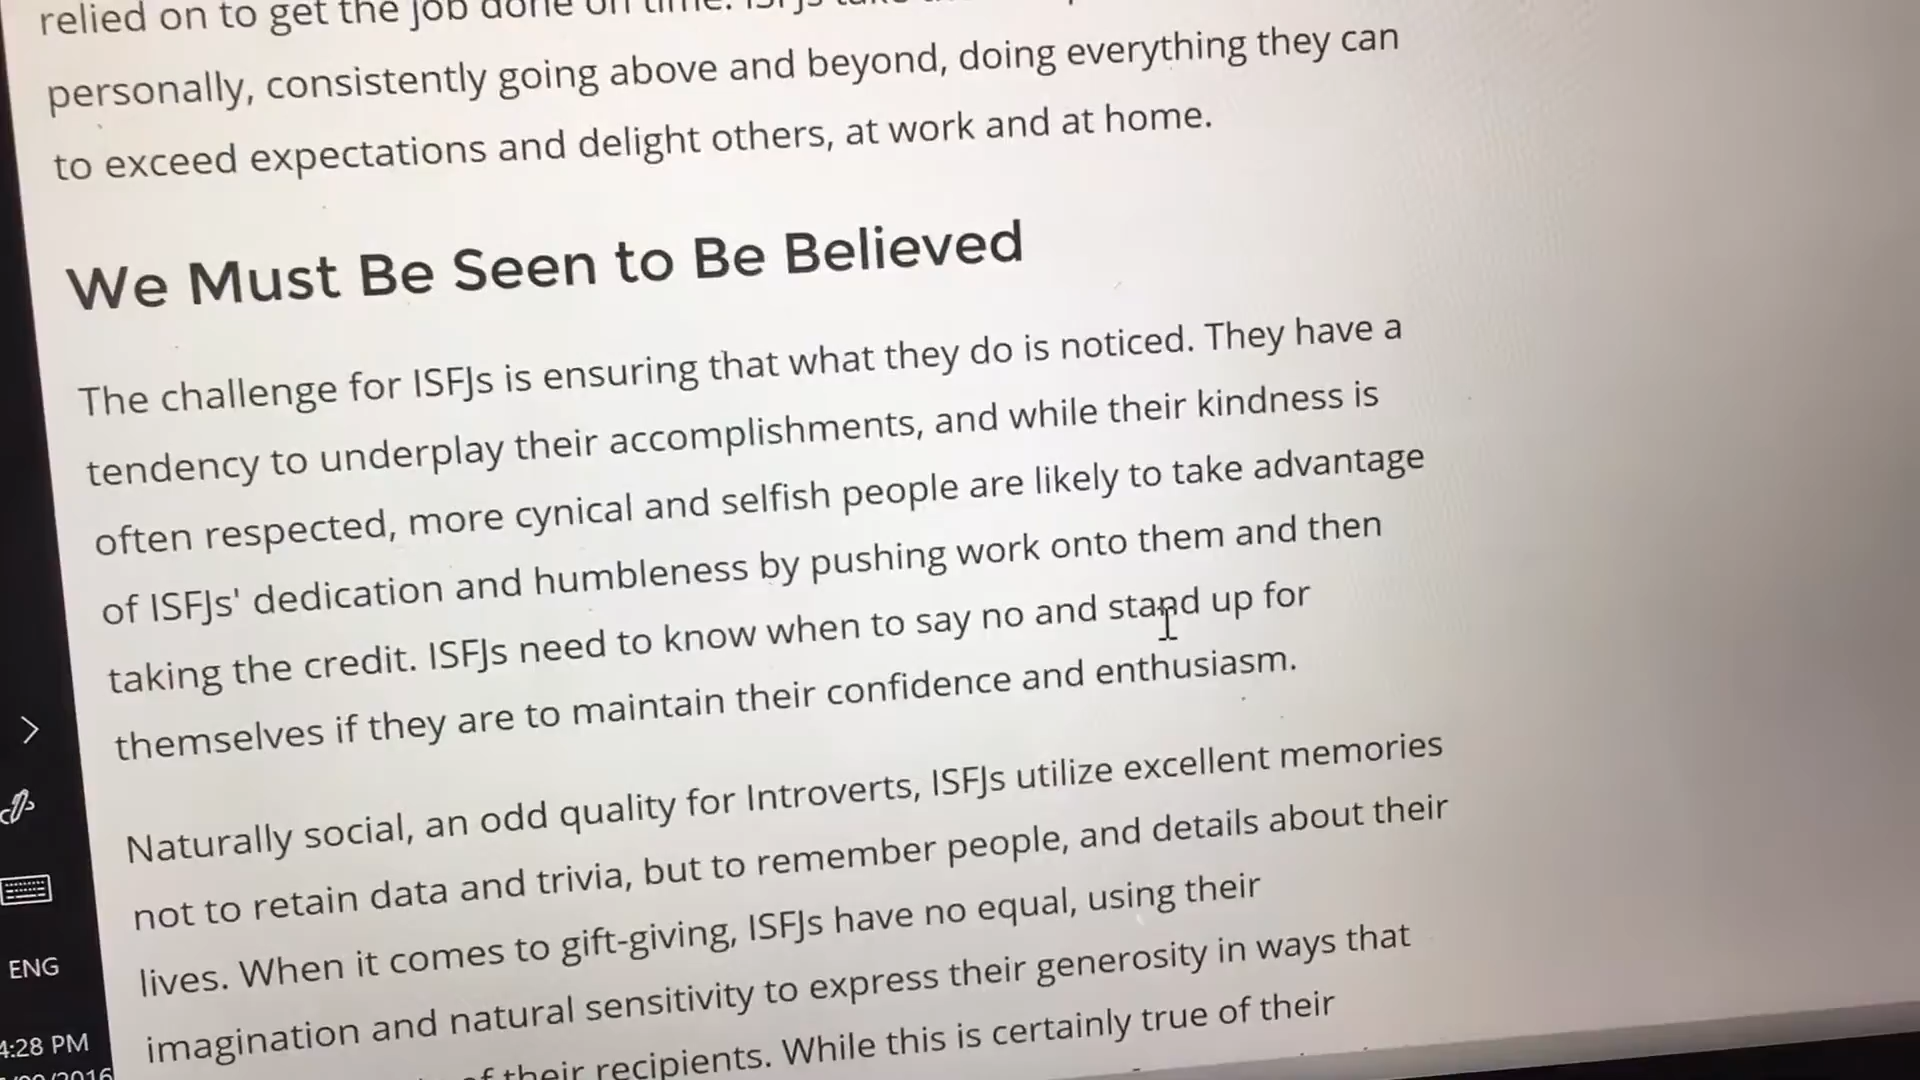 relied on to get the job done on time. ISFJs take
personally, consistently going above and beyond, doing everything they can
to exceed expectations and delight others, at work and at home.
We Must Be Seen to Be Believed
The challenge for ISFJs is ensuring that what they do is noticed. They have a
tendency to underplay their accomplishments, and while their kindness is
often respected, more cynical and selfish people are likely to take advantage
of ISFJs' dedication and humbleness by pushing work onto them and then
taking the credit. ISFJs need to know when to say no and stand up for
themselves if they are to maintain their confidence and enthusiasm.
Naturally social, an odd quality for Introverts, ISFJs utilize excellent memories
not to retain data and trivia, but to remember people, and details about their
lives. When it comes to gift-giving, ISFJs have no equal, using their
imagination and natural sensitivity to express their generosity in ways that
of their recipients. While this is certainly true of their
ENG
4:28 PM
/2016